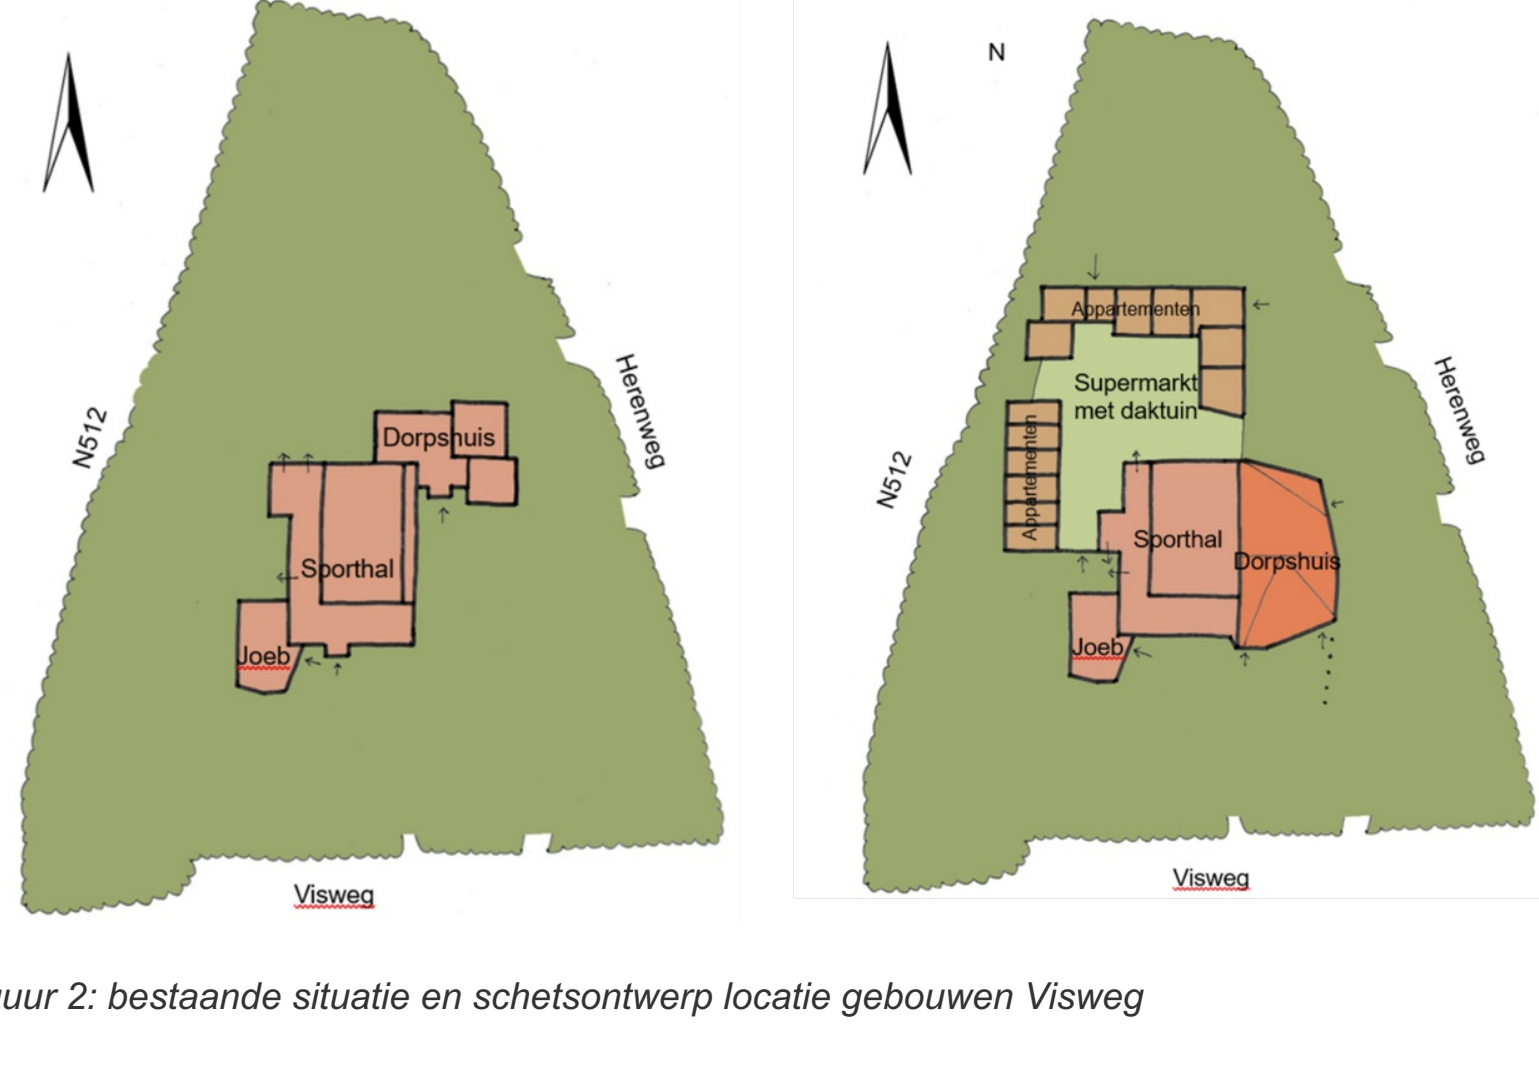 N512
Herenweg
Dorpshuis
Sporthal
Joeb
Visweg
N
N512
Herenweg
Appartementen
Supermarkt
met daktuin
Appartementen
Sporthal
Dorpshuis
Joeb
Visweg
uur 2: bestaande situatie en schetsontwerp locatie gebouwen Visweg